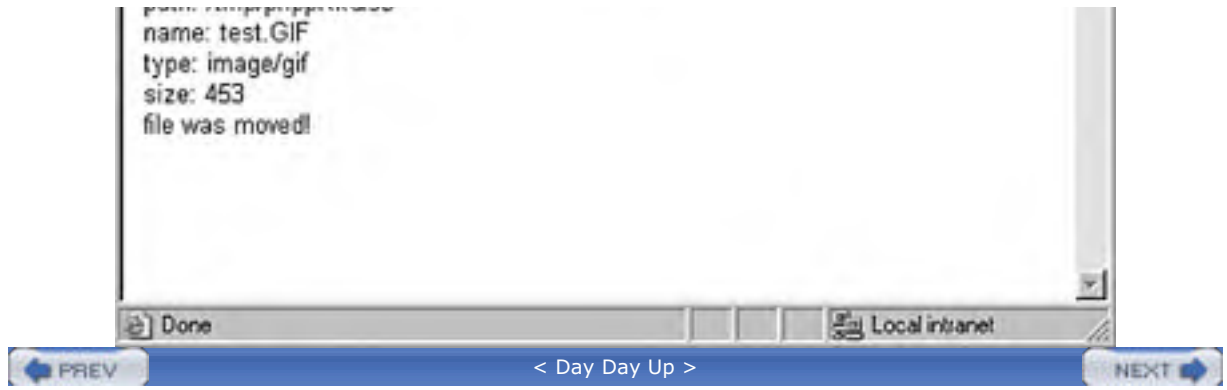 path:
name: test.GIF
type: image/gif
size: 453
file was moved!
Done
Local intranet
PREV
< Day Day Up >
NEXT